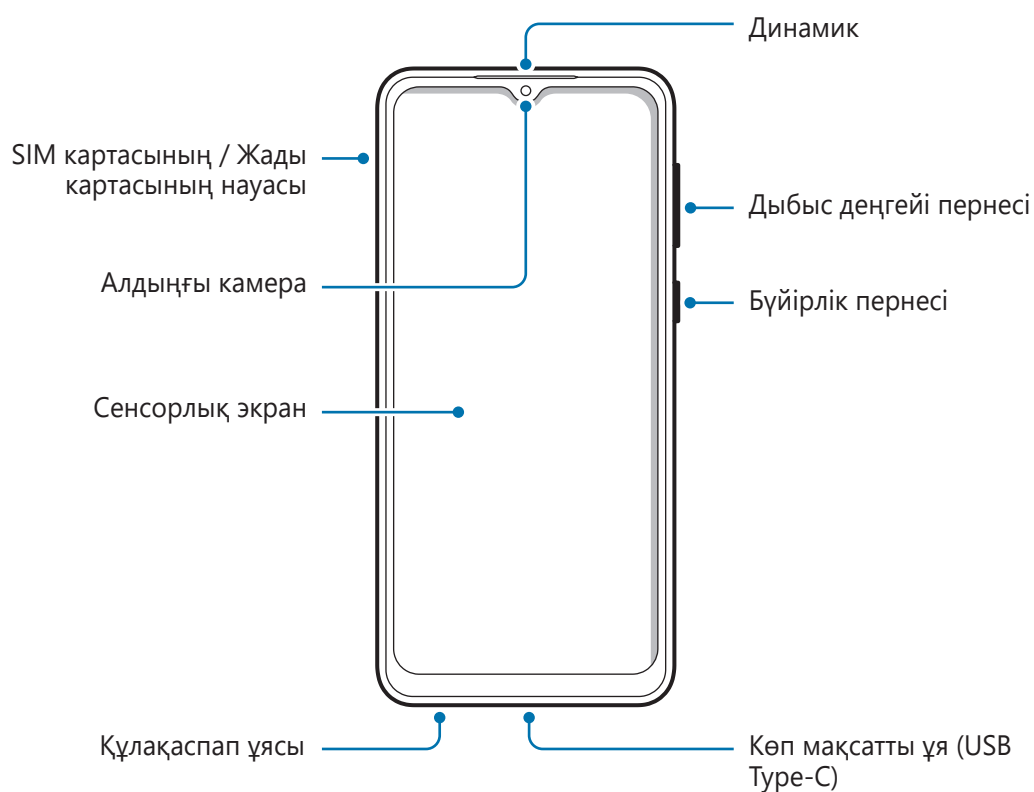 Динамик
SIM картасының / Жады
картасының науасы
Дыбыс деңгейі пернесі
Алдыңғы камера
Бүйірлік пернесі
Сенсорлық экран
Құлақаспап ұясы
Көп мақсатты ұя (USB
Type-C)